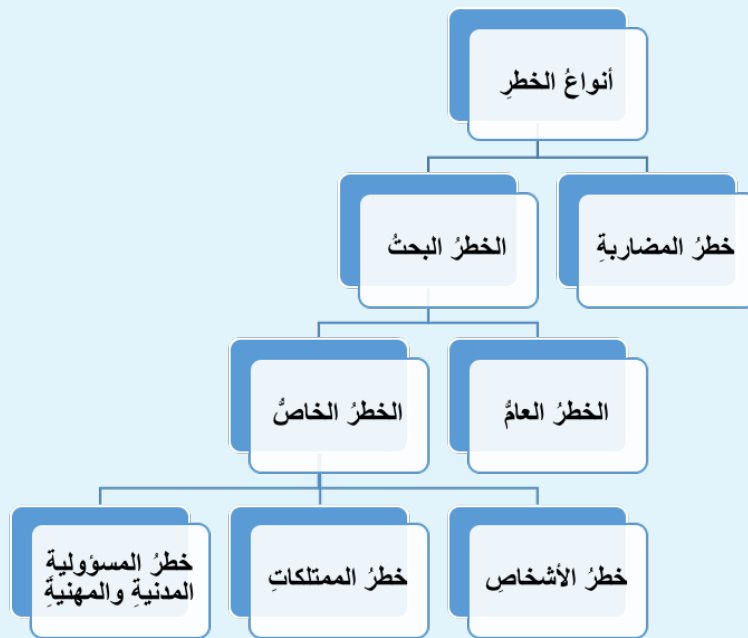 أنواعُ الخطرِ
خطرُ المضاربةِ
الخطرُ البحتُ
الخطرُ العامُّ
الخطرُ الخاصُّ
خطرُ الأشخاصِ
خطرُ الممتلكاتِ
خطرُ المسؤوليةِ
المدنيةِ والمهنيةِ